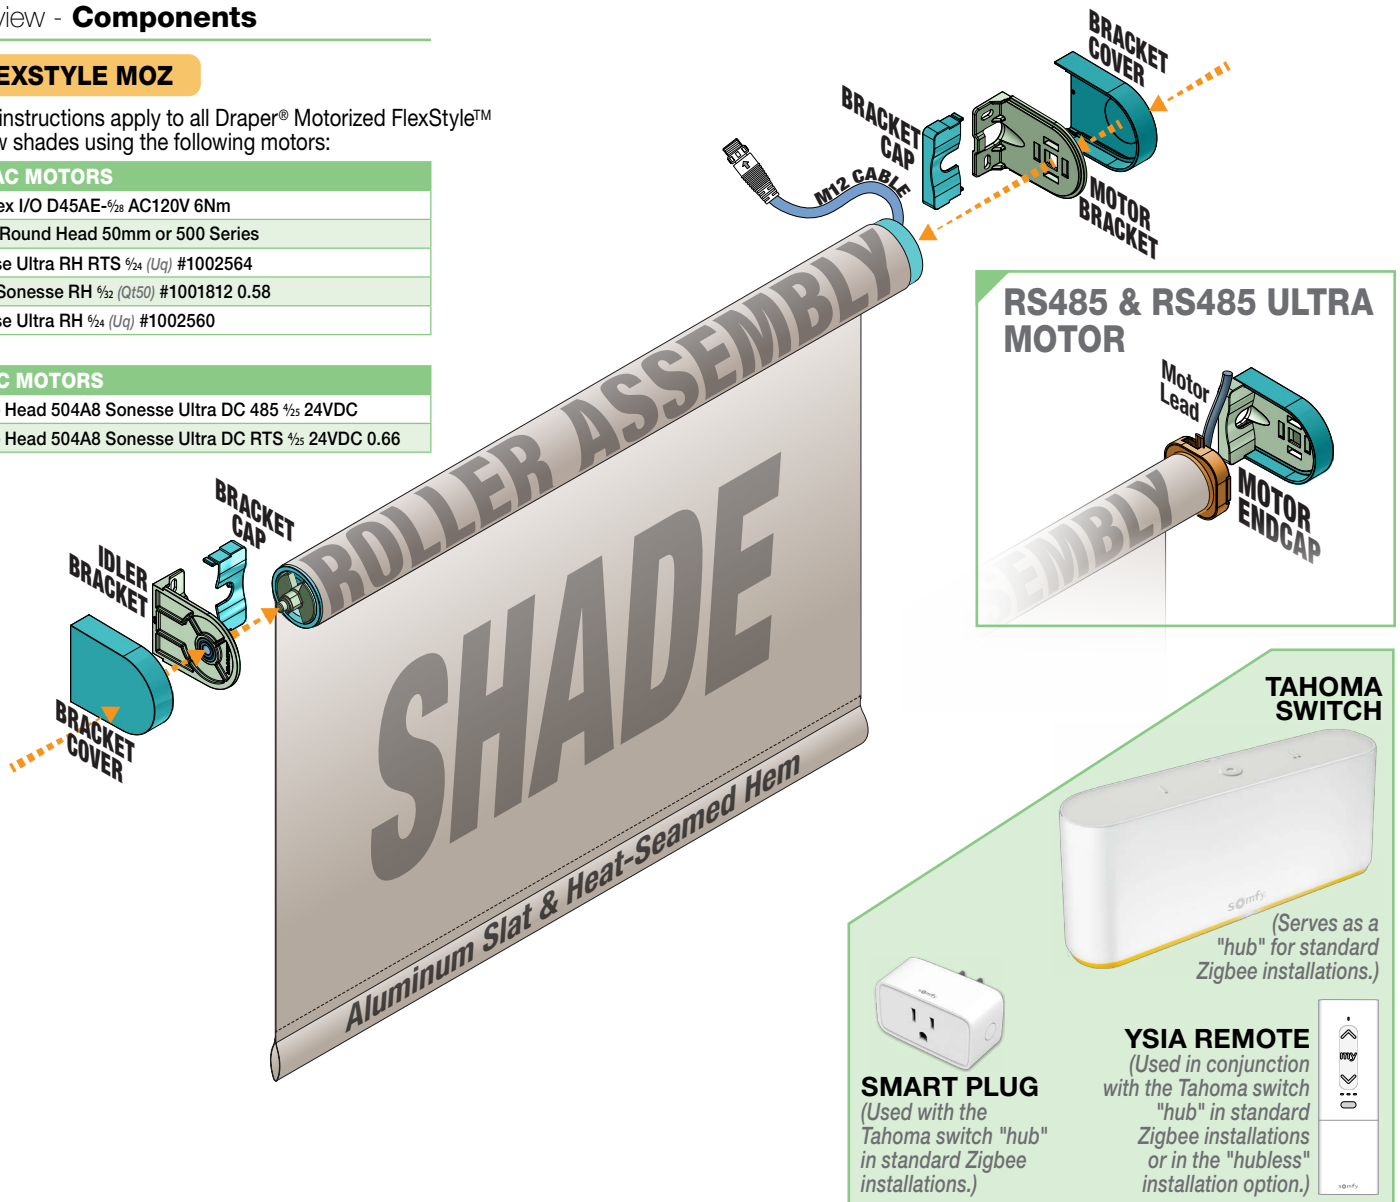 view - Components
EXSTYLE MOZ
instructions apply to all Draper® Motorized FlexStyle™
w shades using the following motors:
AC MOTORS
ex I/O D45AE-6/28 AC120V 6Nm
Round Head 50mm or 500 Series
se Ultra RH RTS 6/24 (Uq) #1002564
Sonesse RH 6/32 (Qt50) #1001812 0.58
se Ultra RH 6/24 (Uq) #1002560
C MOTORS
Head 504A8 Sonesse Ultra DC 485 4/25 24VDC
Head 504A8 Sonesse Ultra DC RTS 4/25 24VDC 0.66
BRACKET
COVER
BRACKET
CAP
M12 CABLE
MOTOR
BRACKET
ROLLER ASSEMBLY
SHADE
Aluminum Slat & Heat-Seamed Hem
BRACKET
CAP
IDLER
BRACKET
BRACKET
COVER
RS485 & RS485 ULTRA
MOTOR
Motor
Lead
MOTOR
ENDCAP
SEMBLY
TAHOMA
SWITCH
somfy
(Serves as a
"hub" for standard
Zigbee installations.)
somfy
SMART PLUG
(Used with the
Tahoma switch "hub"
in standard Zigbee
installations.)
YSIA REMOTE
(Used in conjunction
with the Tahoma switch
"hub" in standard
Zigbee installations
or in the "hubless"
installation option.)
my
somfy